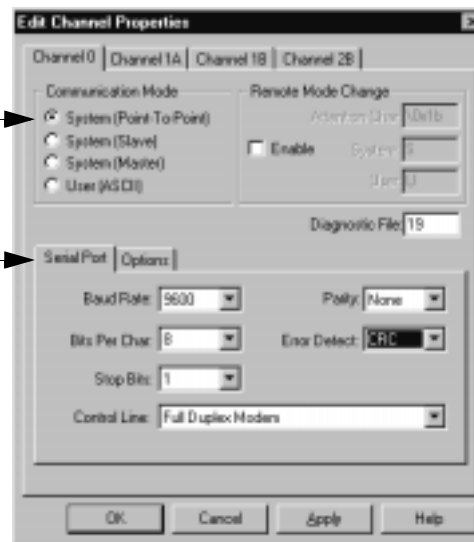 Edit Channel Properties
Channel 0 Channel 1A Channel 1B Channel 2B
Communication Mode
System (Point-To-Point)
System (Slave)
System (Master)
User (ASCII)
Remote Mode Change
Attention Char: \0x1b
Enable System: S
User: U
Diagnostic File: 19
Serial Port Options
Baud Rate: 9600 Parity: None
Bits Per Char: 8 Error Detect: CRC
Stop Bits: 1
Control Line: Full Duplex Modem
OK Cancel Apply Help